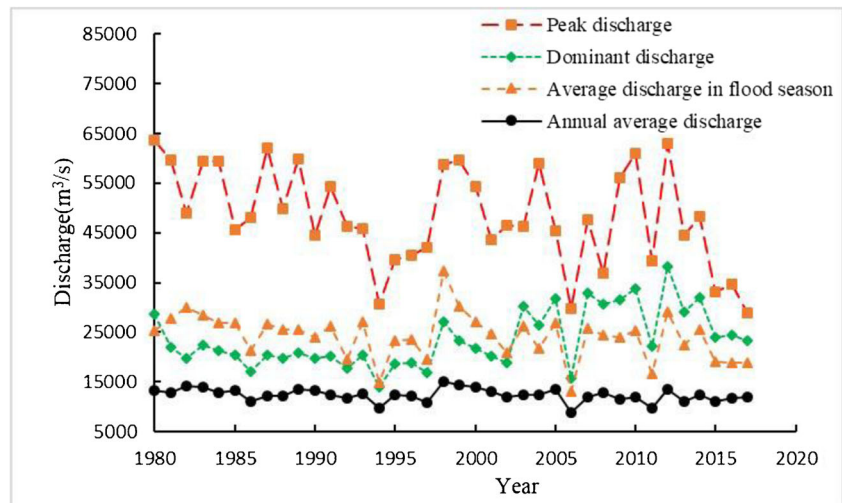 Peak discharge
Dominant discharge
Average discharge in flood season
Annual average discharge
85000
75000
65000
55000
45000
35000
25000
15000
5000
Discharge(m³/s)
1980 1985 1990 1995 2000 2005 2010 2015 2020
Year